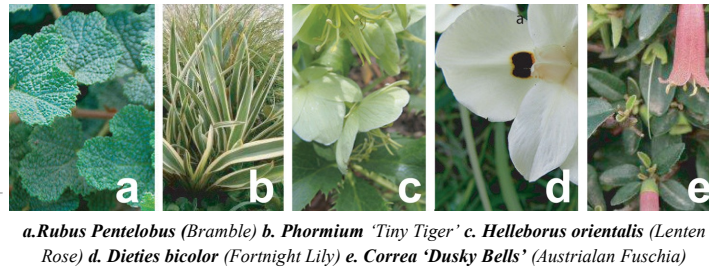 a
a b c d e
a.Rubus Pentelobus (Bramble) b. Phormium ‘Tiny Tiger’ c. Helleborus orientalis (Lenten
Rose) d. Dieties bicolor (Fortnight Lily) e. Correa ‘Dusky Bells’ (Austrialan Fuschia)